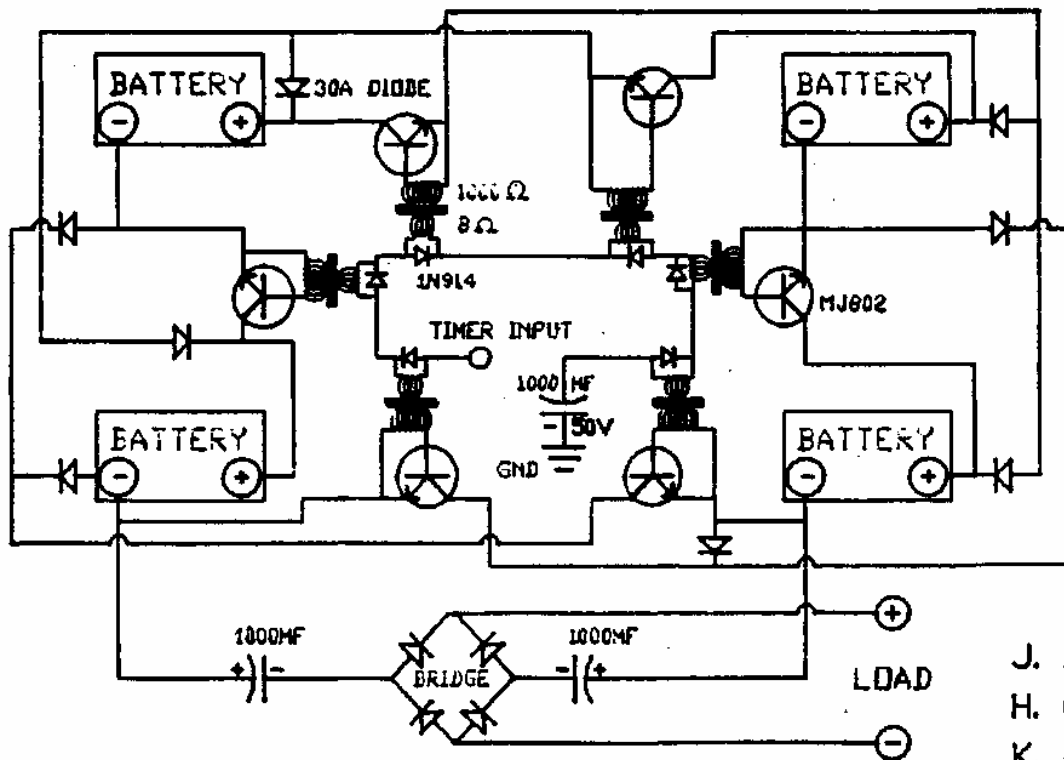 BATTERY
BATTERY
30A DIODE
- +
- +
1000 Ω
8 Ω
1N914
MJ802
TIMER INPUT
1000 MF
- 50V
BATTERY
BATTERY
- +
- +
GND
+
1000MF
1000MF
+ -
- +
BRIDGE
LOAD
J.
H.
K.
-